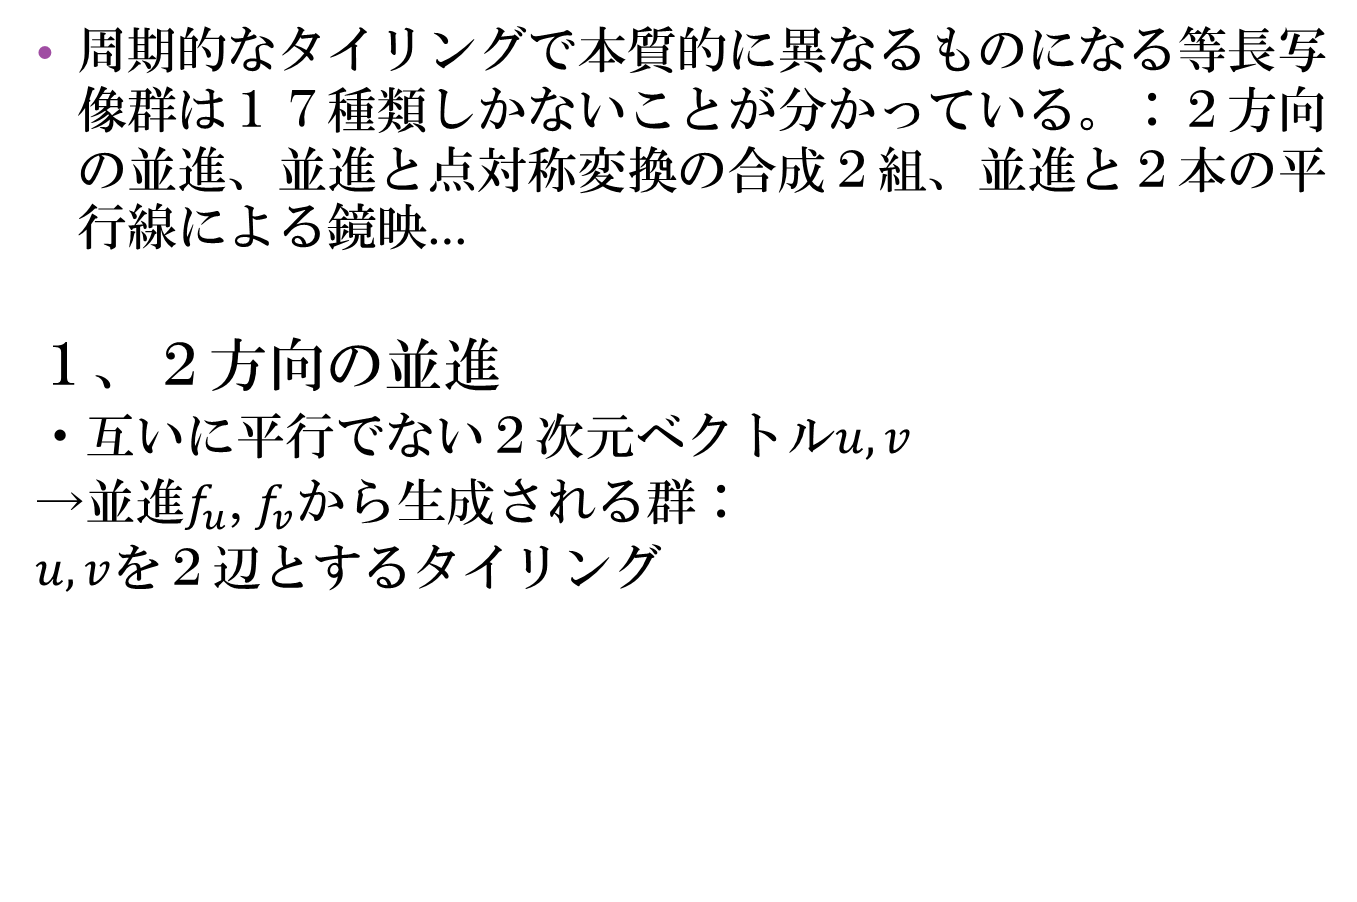 • 周期的なタイリングで本質的に異なるものになる等長写
像群は１７種類しかないことが分かっている。：２方向
の並進、並進と点対称変換の合成２組、並進と２本の平
行線による鏡映...
１、２方向の並進
・互いに平行でない２次元ベクトルu, v
→並進f_u, f_vから生成される群：
u, vを２辺とするタイリング